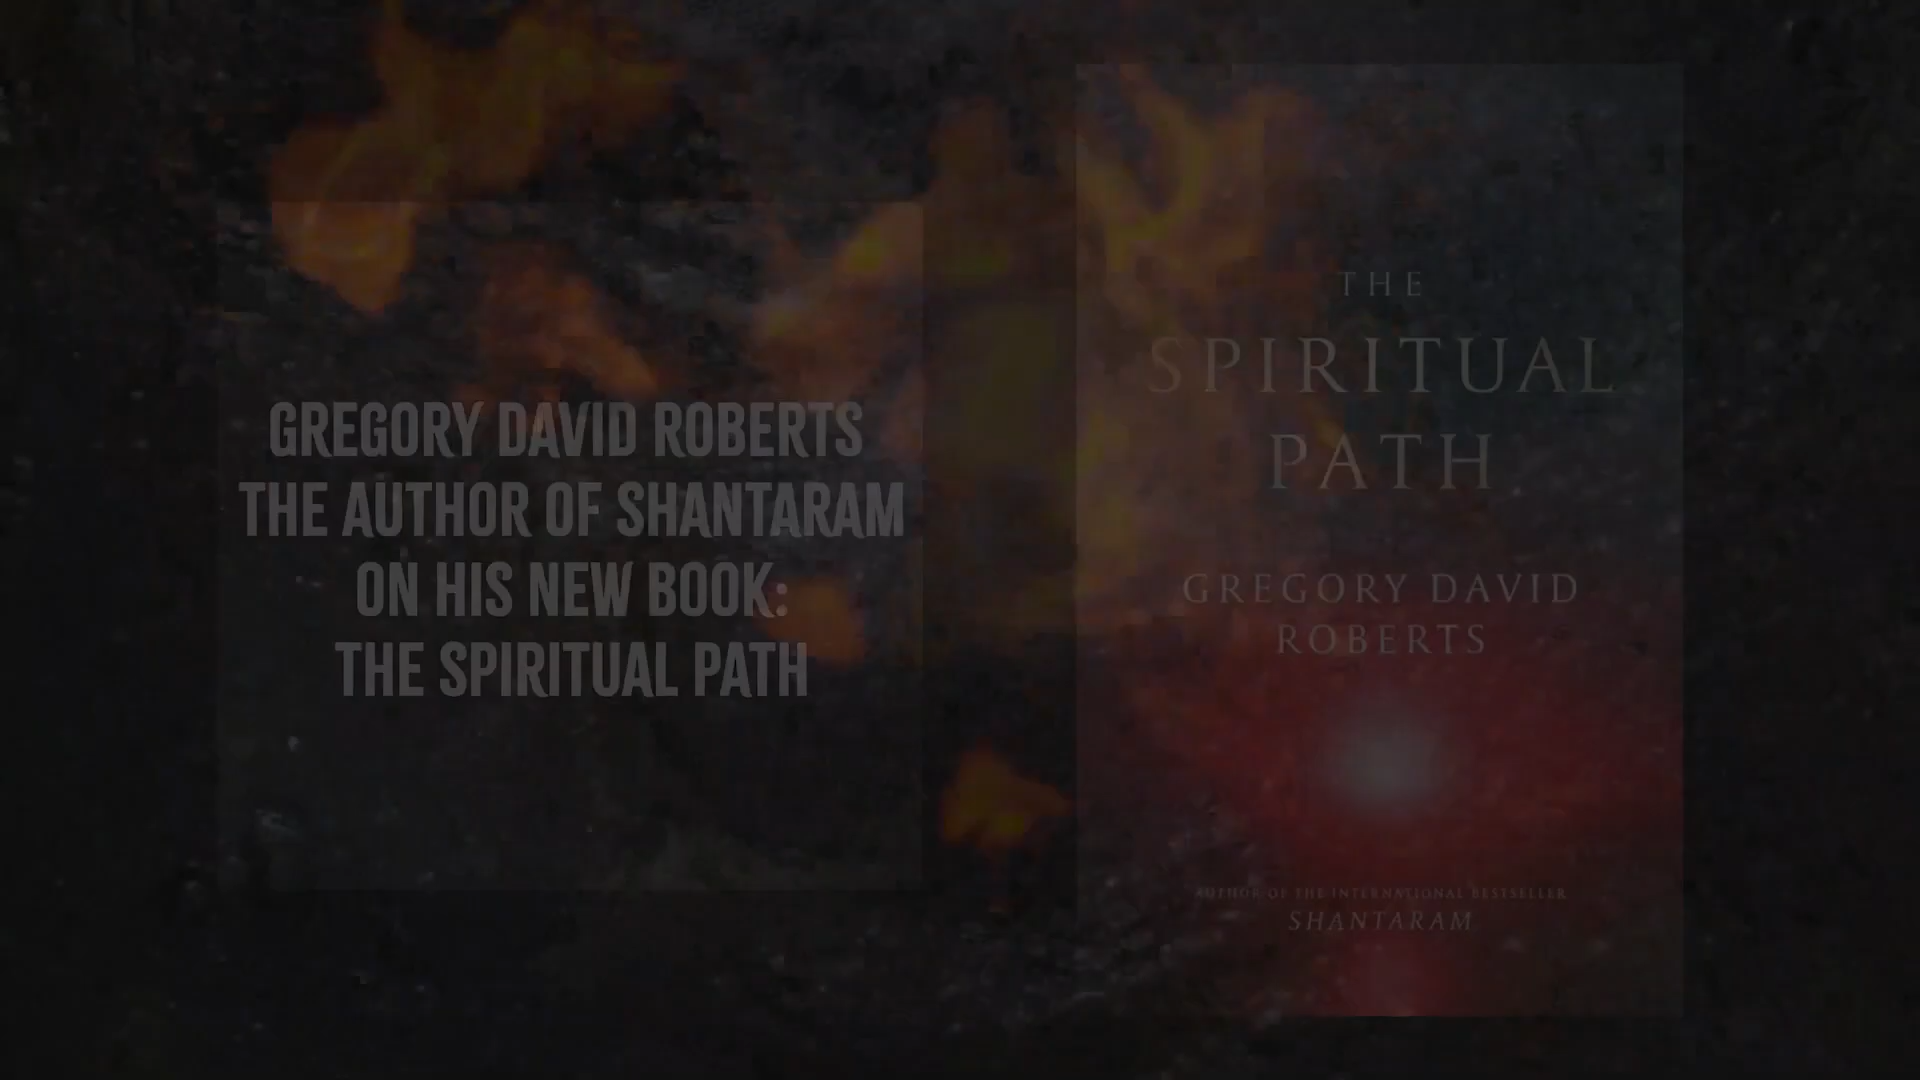 GREGORY DAVID ROBERTS
THE AUTHOR OF SHANTARAM
ON HIS NEW BOOK:
THE SPIRITUAL PATH
THE
SPIRITUAL
PATH
GREGORY DAVID
ROBERTS
AUTHOR OF THE INTERNATIONAL BESTSELLER
SHANTARAM